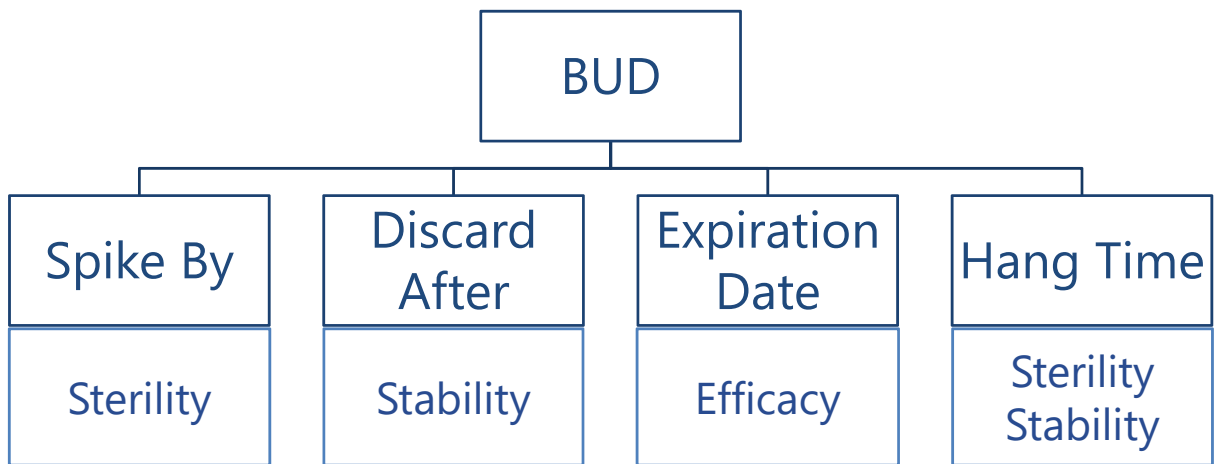 BUD
Spike By
Discard
After
Expiration
Date
Hang Time
Sterility
Stability
Efficacy
Sterility
Stability